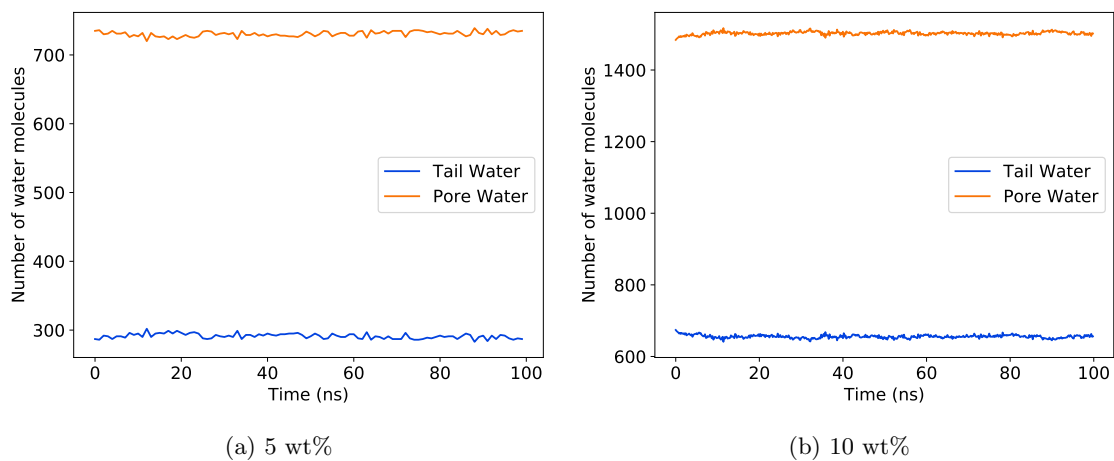 Number of water molecules
700
600
500
400
300
0 20 40 60 80 100
Time (ns)
Tail Water
Pore Water
(a) 5 wt%
Number of water molecules
1400
1200
1000
800
600
0 20 40 60 80 100
Time (ns)
Tail Water
Pore Water
(b) 10 wt%